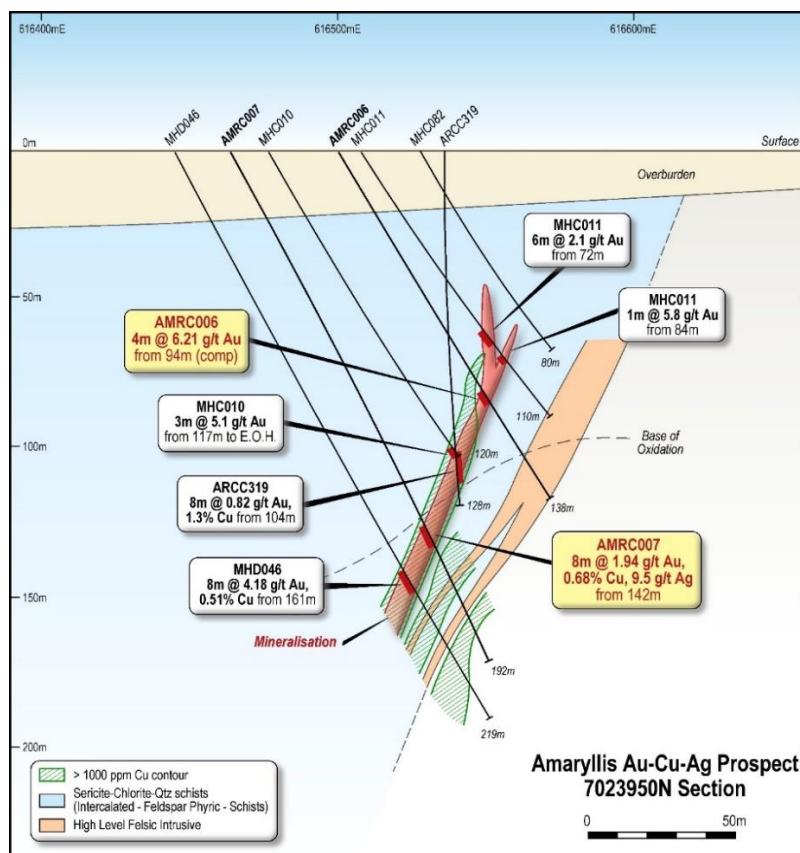 616400mE
616500mE
616600mE
MHD046
AMRC007
MHC010
AMRC006
MHC011
MHC082
ARCC319
0m
Surface
Overburden
MHC011
6m @ 2.1 g/t Au
from 72m
50m
MHC011
1m @ 5.8 g/t Au
from 84m
AMRC006
4m @ 6.21 g/t Au
from 94m (comp)
80m
MHC010
3m @ 5.1 g/t Au
from 117m to E.O.H.
110m
100m
120m
Base of
Oxidation
ARCC319
8m @ 0.82 g/t Au,
1.3% Cu from 104m
128m
138m
AMRC007
8m @ 1.94 g/t Au,
0.68% Cu, 9.5 g/t Ag
from 142m
MHD046
8m @ 4.18 g/t Au,
0.51% Cu from 161m
150m
Mineralisation
192m
219m
200m
> 1000 ppm Cu contour
Sericite-Chlorite-Qtz schists
(Intercalated - Feldspar Phyric - Schists)
High Level Felsic Intrusive
Amaryllis Au-Cu-Ag Prospect
7023950N Section
0
50m